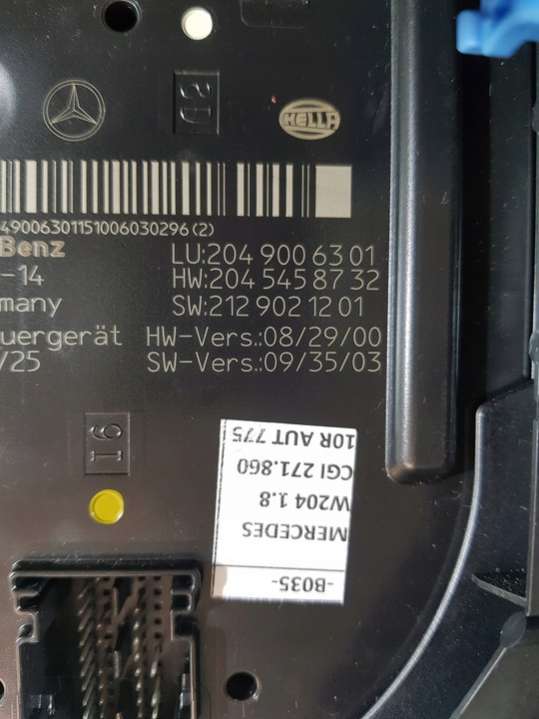 GD
HELLA
49006301151006030296(2)
Benz
LU:204 900 63 01
-14
HW:204 545 87 32
many
SW:212 902 12 01
uergerät HW-Vers.:08/29/00
/25
SW-Vers.:09/35/03
16
-B035-
MERCEDES
W204 1.8
CGI 271.860
10R AUT 775